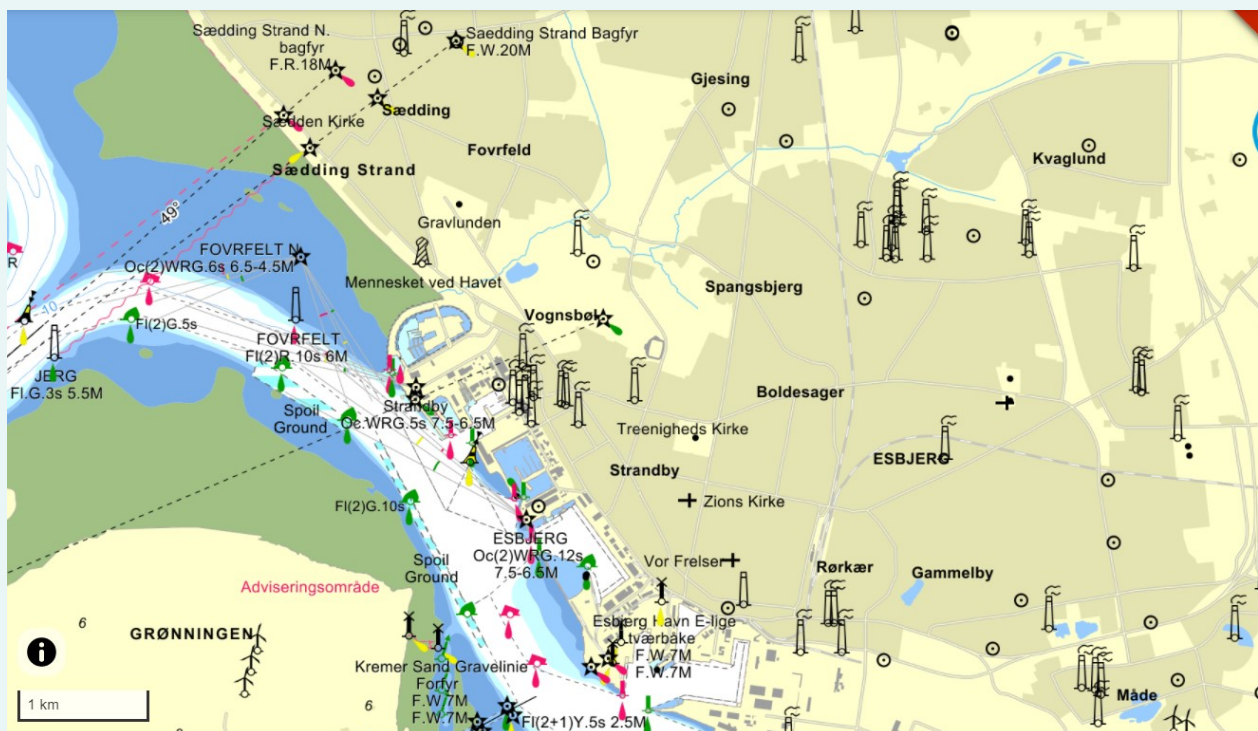 Sædding Strand N.
bagfyr
F.R.18M
Saedding Strand Bagfyr
F.W.20M
Gjesing
Sædding
Sædden Kirke
Fovrfeld
Kvaglund
Sædding Strand
49°
Gravlunden
FOVRFELT N
Oc(2)WRG.6s 6.5-4.5M
R
Mennesket ved Havet
Spangsbjerg
10
Fl(2)G.5s
Vognsbøl
FOVRFELT
Fl(2)R.10s 6M
JERG
Fl.G.3s 5.5M
Boldesager
Spoil
Ground
Strandby
Oc.WRG.5s 7.5-6.5M
Treenigheds Kirke
ESBJERG
Strandby
Fl(2)G.10s
Zions Kirke
ESBJERG
Oc(2)WRG.12s
7.5-6.5M
Spoil
Ground
Vor Frelser
Rørkær
Gammelby
Adviseringsområde
6
GRØNNINGEN
Esbjerg Havn E-lige
tværbåke
F.W.7M
F.W.7M
Kremer Sand Gravelinie
Forfyr
F.W.7M
F.W.7M
Måde
1 km
6
Fl(2+1)Y.5s 2.5M